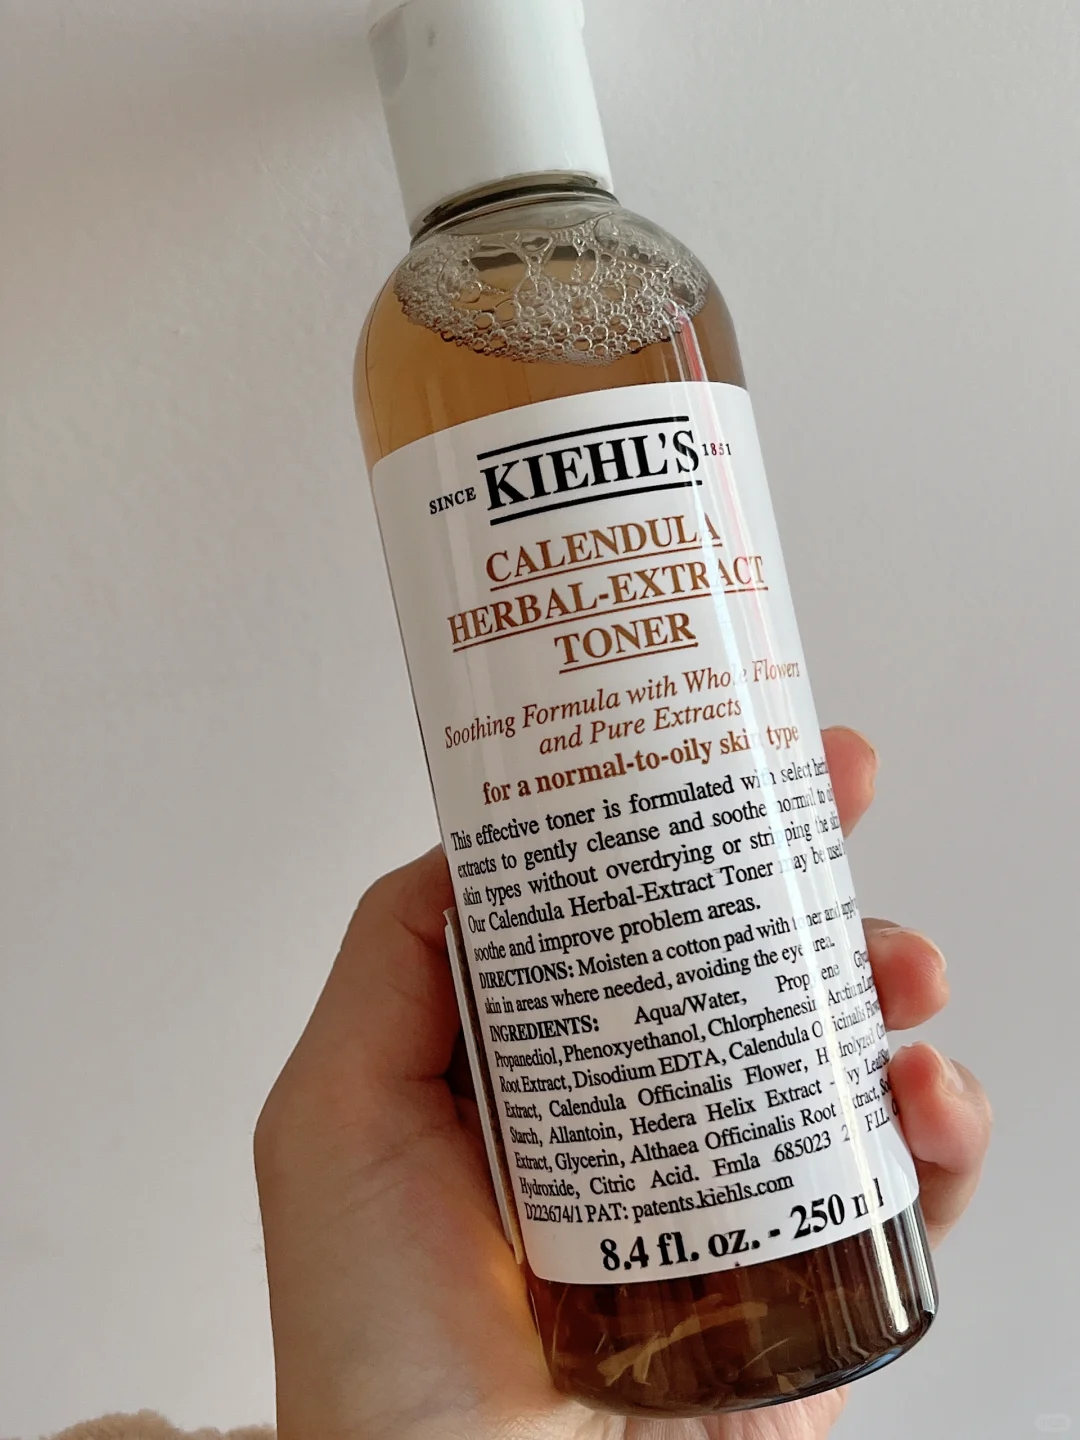 SINCE KIEHL'S 1851
CALENDULA
HERBAL-EXTRACT
TONER
Soothing Formula with Whole Flowers
and Pure Extracts
for a normal-to-oily skin type
This effective toner is formulated with select
extracts to gently cleanse and soothe normal to
skin types without overdrying or stripping the
Our Calendula Herbal-Extract Toner may be used
soothe and improve problem areas.
DIRECTIONS: Moisten a cotton pad with toner and
skin in areas where needed, avoiding the eye area.
INGREDIENTS: Aqua/Water,
Propanediol, Phenoxyethanol, Chlorphenesin, Arctium
Root Extract, Disodium EDTA, Calendula Officinalis
Extract, Calendula Officinalis Flower, Hydrolyzed
Starch, Allantoin, Hedera Helix Extract - Ivy
Extract, Glycerin, Althaea Officinalis Root Extract,
Hydroxide, Citric Acid. Fmla 685023 2 F.I.L.
D223674/1 PAT: patents.kiehls.com
8.4 fl. oz. - 250 ml